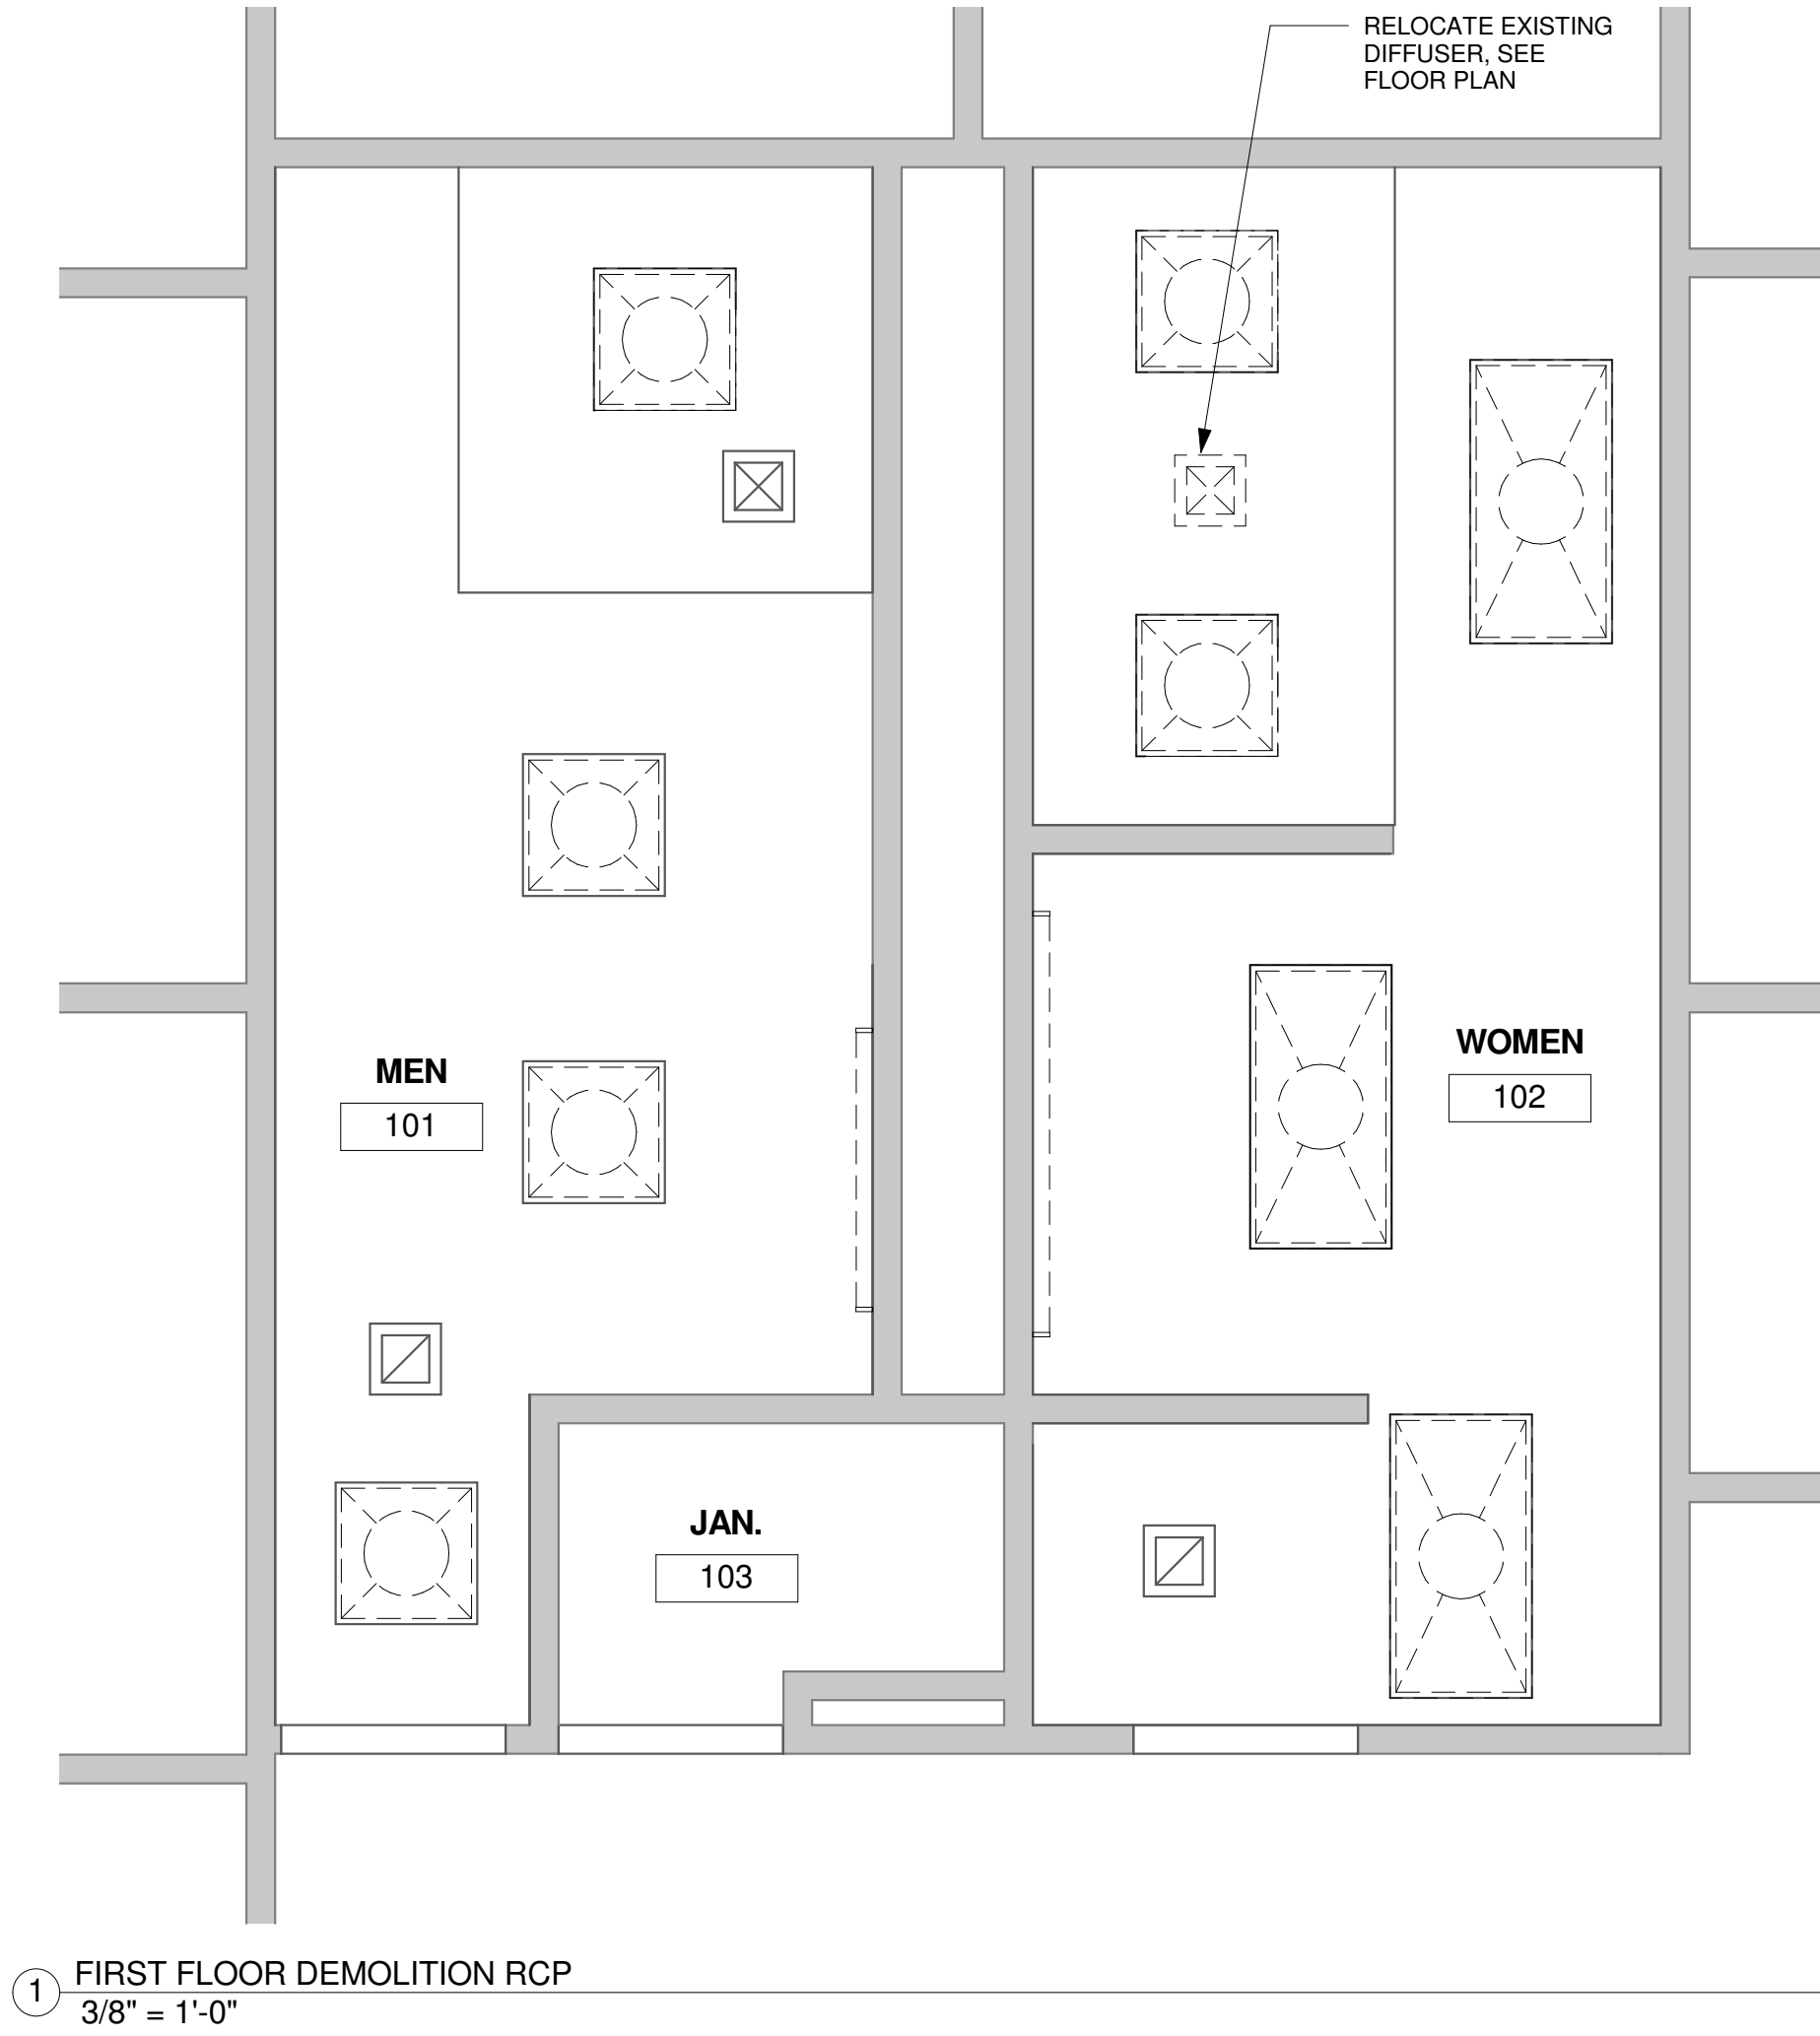 RELOCATE EXISTING
DIFFUSER, SEE
FLOOR PLAN
MEN
101
WOMEN
102
JAN.
103
1
FIRST FLOOR DEMOLITION RCP
3/8" = 1'-0"